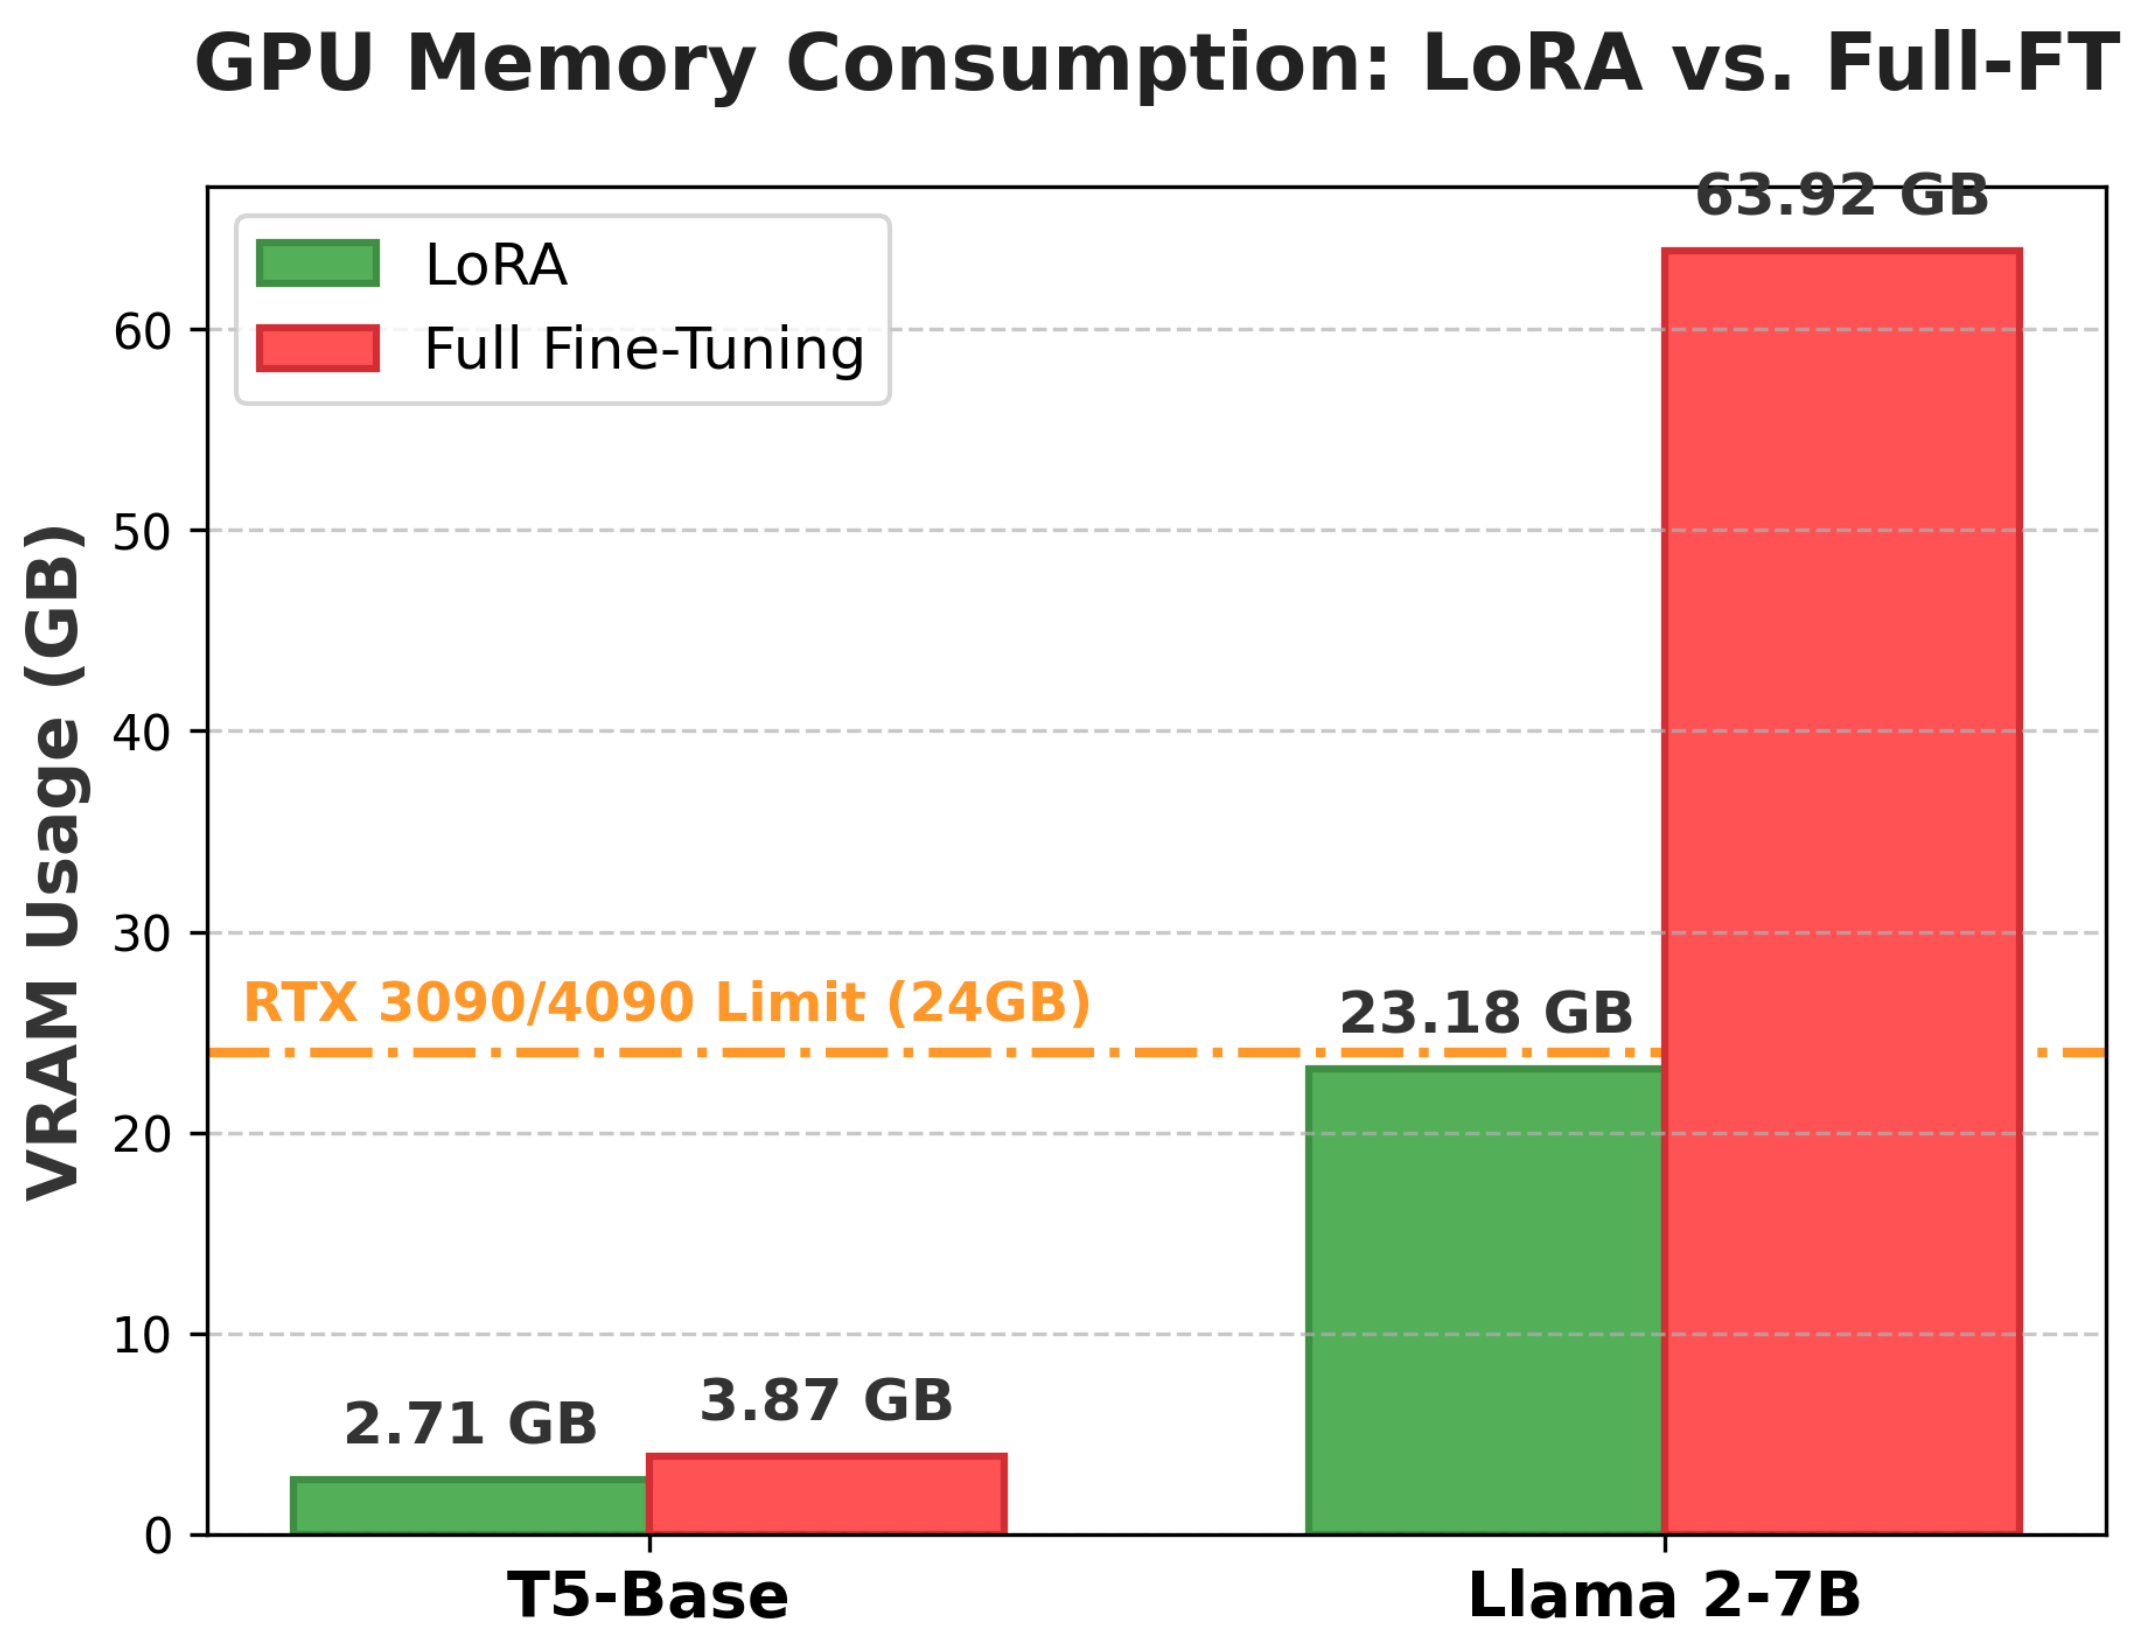 GPU Memory Consumption: LoRA vs. Full-FT
63.92 GB
LoRA
Full Fine-Tuning
VRAM Usage (GB)
60
50
40
30
20
10
0
RTX 3090/4090 Limit (24GB)
23.18 GB
2.71 GB
3.87 GB
T5-Base
Llama 2-7B